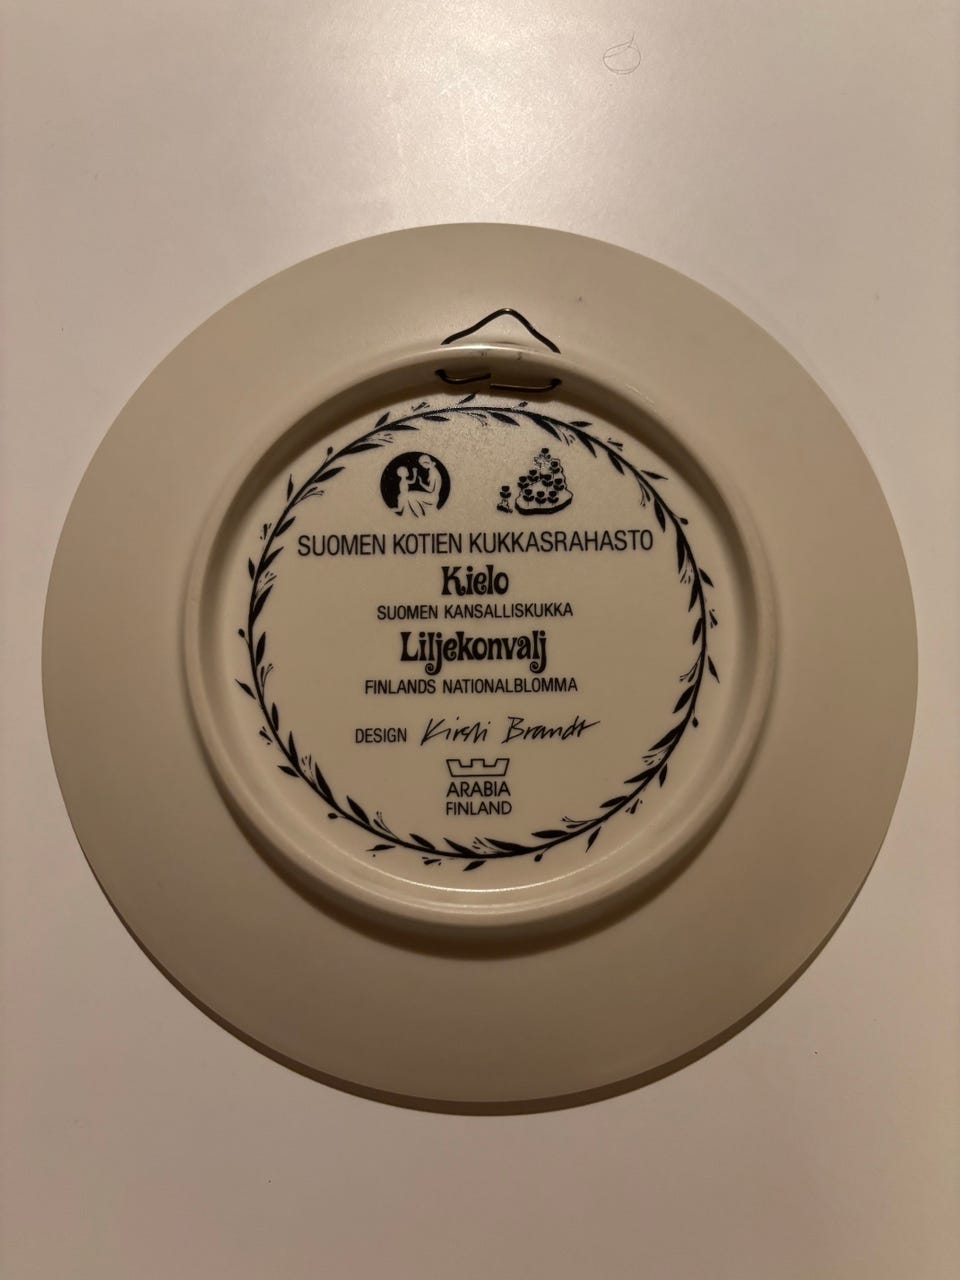 SUOMEN KOTIEN KUKKASRAHASTO
Kielo
SUOMEN KANSALLISKUKKA
Liljekonvalj
FINLANDS NATIONALBLOMMA
DESIGN Kirsti Brandt
ARABIA
FINLAND